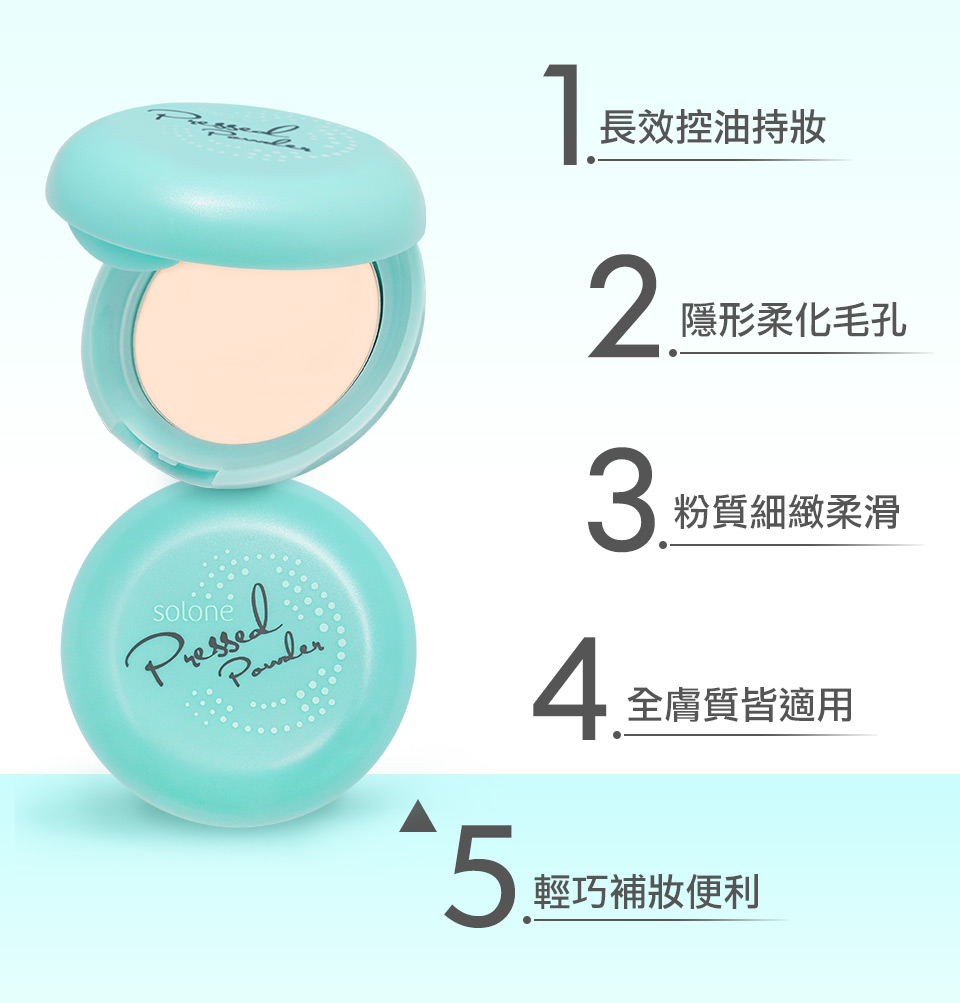 Pressed
Powder
1.長效控油持妝
2.隱形柔化毛孔
3.粉質細緻柔滑
solone
Pressed
Powder
4.全膚質皆適用
5.輕巧補妝便利